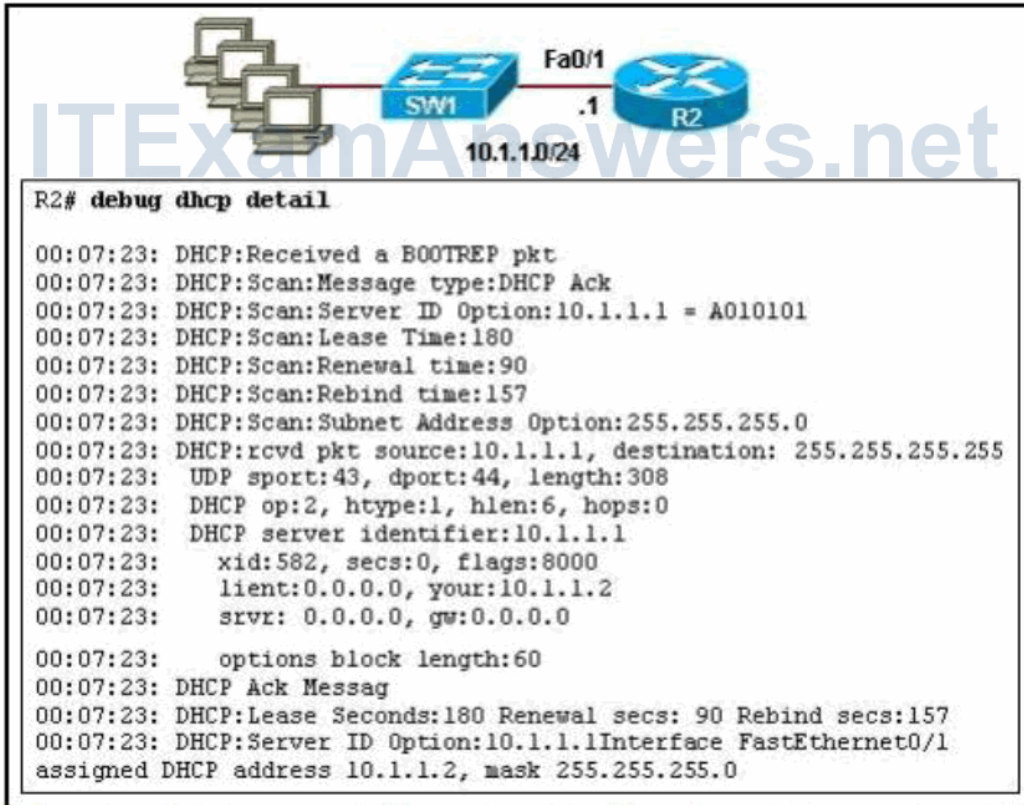 Fa0/1
SW1
.1
R2
10.1.1.0/24
ITExamAnswers.net
R2# debug dhcp detail
00:07:23: DHCP:Received a BOOTREP pkt
00:07:23: DHCP:Scan:Message type:DHCP Ack
00:07:23: DHCP:Scan:Server ID Option:10.1.1.1 = A010101
00:07:23: DHCP:Scan:Lease Time:180
00:07:23: DHCP:Scan:Renewal time:90
00:07:23: DHCP:Scan:Rebind time:157
00:07:23: DHCP:Scan:Subnet Address Option:255.255.255.0
00:07:23: DHCP:rcvd pkt source:10.1.1.1, destination: 255.255.255.255
00:07:23: UDP sport:43, dport:44, length:308
00:07:23: DHCP op:2, htype:1, hlen:6, hops:0
00:07:23: DHCP server identifier:10.1.1.1
00:07:23: xid:582, secs:0, flags:8000
00:07:23: lient:0.0.0.0, your:10.1.1.2
00:07:23: srvr: 0.0.0.0, gw:0.0.0.0
00:07:23: options block length:60
00:07:23: DHCP Ack Messag
00:07:23: DHCP:Lease Seconds:180 Renewal secs: 90 Rebind secs:157
00:07:23: DHCP:Server ID Option:10.1.1.1Interface FastEthernet0/1
assigned DHCP address 10.1.1.2, mask 255.255.255.0